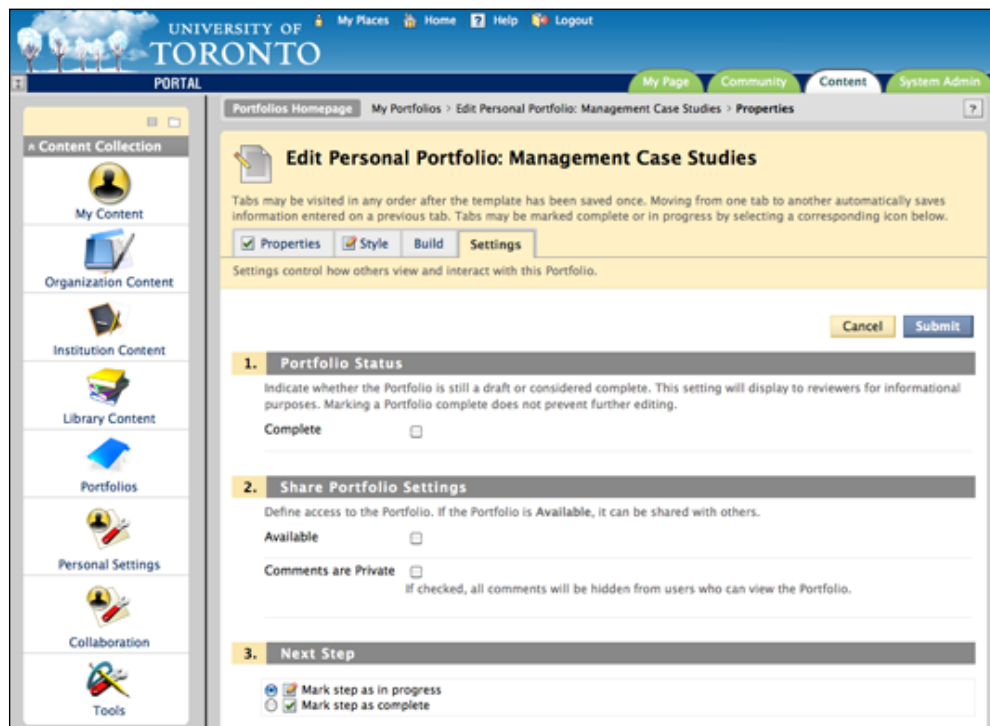 UNIVERSITY OF
TORONTO
My Places Home ? Help Logout
PORTAL
My Page Community Content System Admin
Portfolios Homepage My Portfolios > Edit Personal Portfolio: Management Case Studies > Properties ?
Content Collection
My Content
Organization Content
Institution Content
Library Content
Portfolios
Personal Settings
Collaboration
Tools
Edit Personal Portfolio: Management Case Studies
Tabs may be visited in any order after the template has been saved once. Moving from one tab to another automatically saves
information entered on a previous tab. Tabs may be marked complete or in progress by selecting a corresponding icon below.
Properties Style Build Settings
Settings control how others view and interact with this Portfolio.
Cancel Submit
1. Portfolio Status
Indicate whether the Portfolio is still a draft or considered complete. This setting will display to reviewers for informational
purposes. Marking a Portfolio complete does not prevent further editing.
Complete
2. Share Portfolio Settings
Define access to the Portfolio. If the Portfolio is Available, it can be shared with others.
Available
Comments are Private
If checked, all comments will be hidden from users who can view the Portfolio.
3. Next Step
Mark step as in progress
Mark step as complete